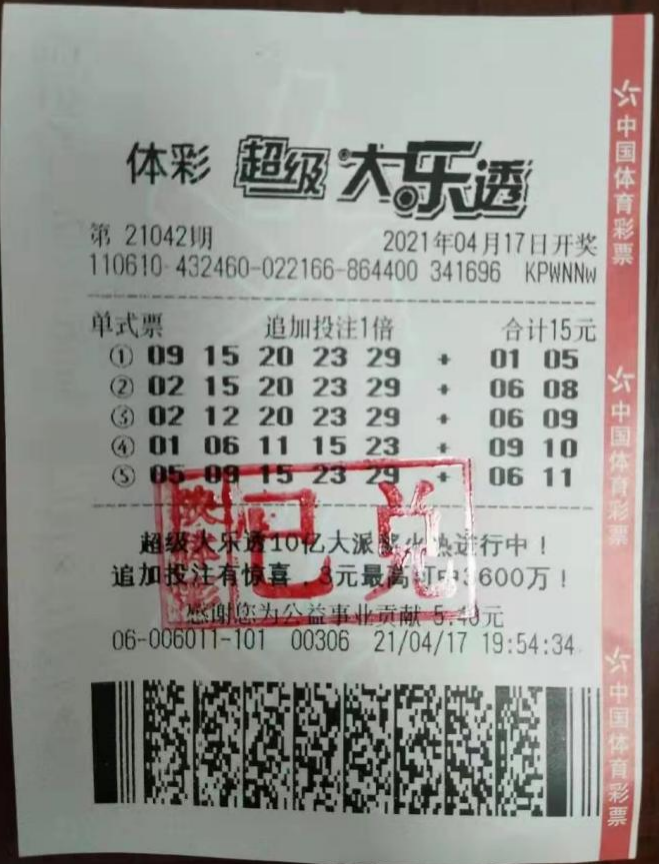 体彩 超级大乐透
第 21042期 2021年04月17日开奖
110610-432460-022166-864400 341696 KPWNNw
单式票 追加投注1倍 合计15元
① 09 15 20 23 29 + 01 05
② 02 15 20 23 29 + 06 08
③ 02 12 20 23 29 + 06 09
④ 01 06 11 15 23 + 09 10
⑤ 05 09 15 23 29 + 06 11
已兑
超级大乐透10亿大派奖火热进行中！
追加投注有惊喜，3元最高可中3600万！
感谢您为公益事业贡献 5.40元
06-006011-101 00306 21/04/17 19:54:34
中国体育彩票
中国体育彩票
中国体育彩票